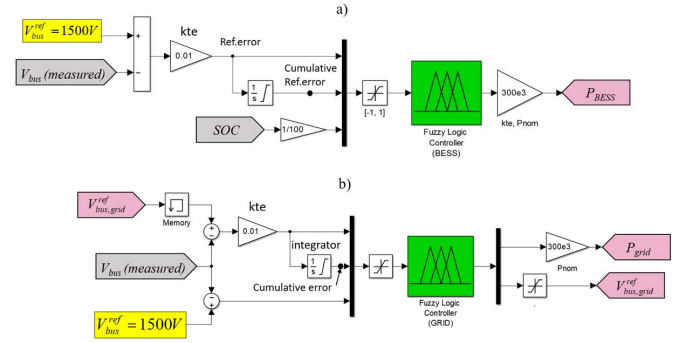 a)
V_bus^ref = 1500V
kte
0.01
Ref.error
V_bus (measured)
1/s
Cumulative
Ref.error
SOC
1/100
[-1, 1]
Fuzzy Logic
Controller
(BESS)
300e3
kte, Pnom
P_BESS
b)
V_bus,grid^ref
Memory
kte
0.01
integrator
1/s
V_bus (measured)
Cumulative error
V_bus^ref = 1500V
Fuzzy Logic
Controller
(GRID)
300e3
Pnom
P_grid
V_bus,grid^ref